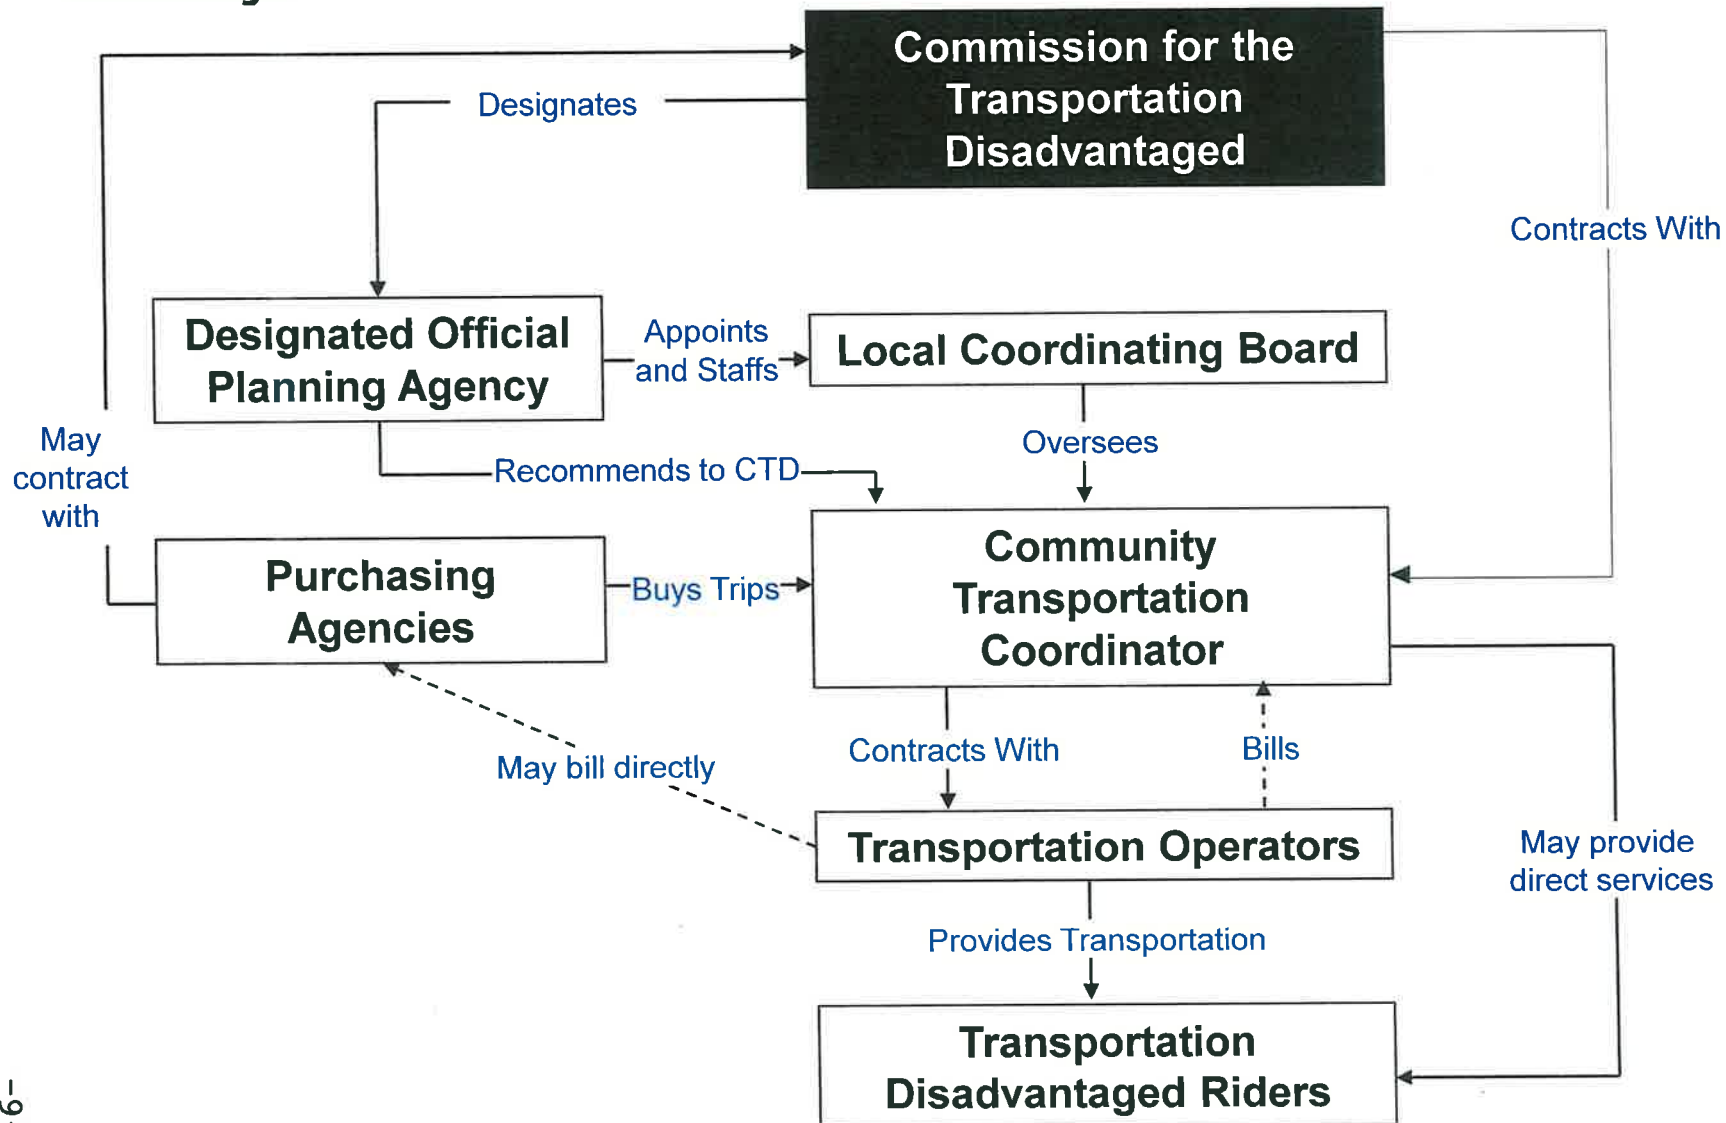 Commission for the
Transportation
Disadvantaged
Designates
Contracts With
Designated Official
Planning Agency
Appoints
and Staffs
Local Coordinating Board
May
contract
with
Recommends to CTD
Oversees
Purchasing
Agencies
Buys Trips
Community
Transportation
Coordinator
May bill directly
Contracts With
Bills
Transportation Operators
May provide
direct services
Provides Transportation
Transportation
Disadvantaged Riders